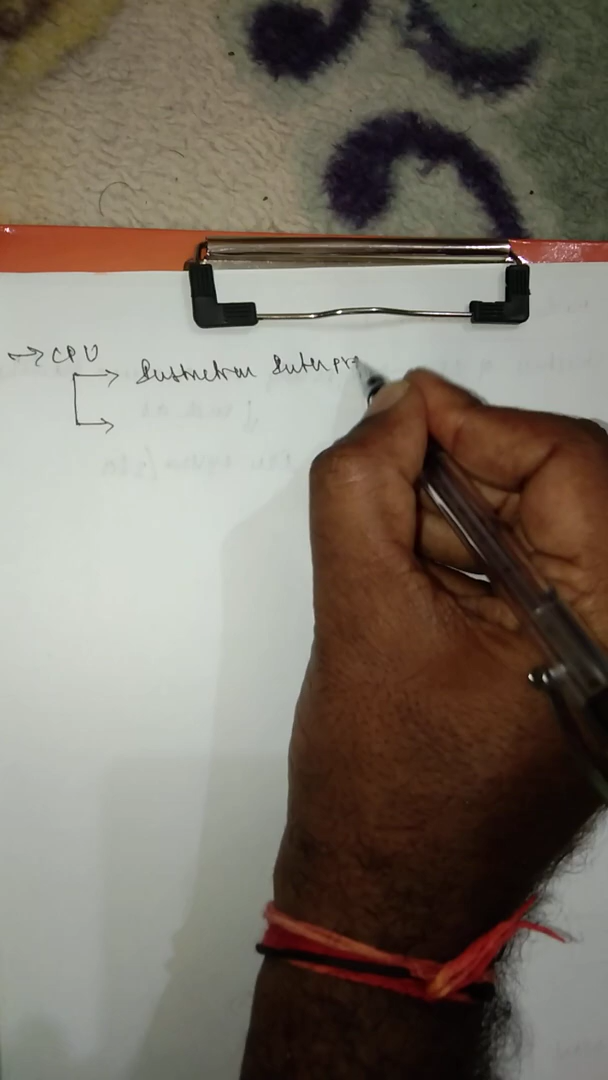 → CPU
→ Instruction Interpre
→